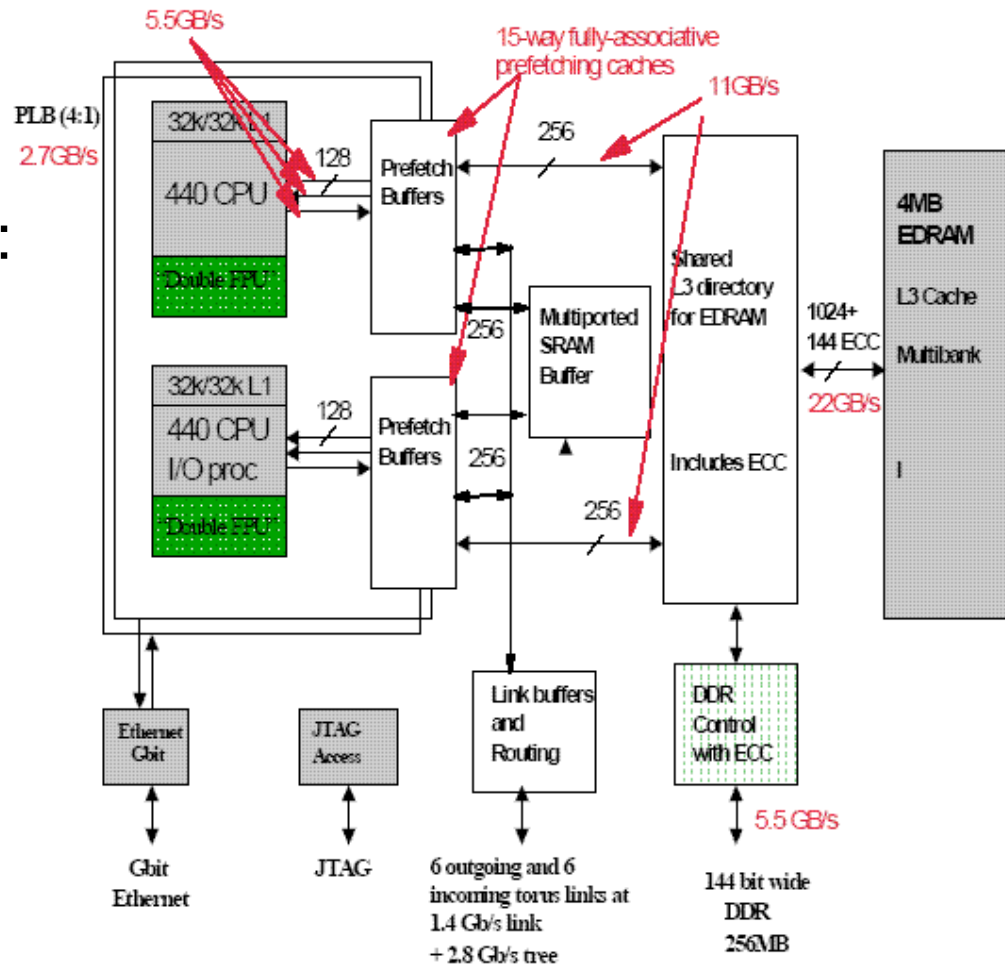 5.5GB/s
15-way fully-associative
prefetching caches
11GB/s
PLB (4:1)
2.7GB/s
:
32k/32k L1
440 CPU
"Double FPU"
128
Prefetch
Buffers
256
256
Multiported
SRAM
Buffer
Shared
L3 directory
for EDRAM
Includes ECC
1024+
144 ECC
22GB/s
4MB
EDRAM
L3 Cache
Multibank
l
32k/32k L1
440 CPU
I/O proc
"Double FPU"
128
Prefetch
Buffers
256
256
Ethernet
Gbit
JTAG
Access
Link buffers
and
Routing
DDR
Control
with ECC
5.5 GB/s
Gbit
Ethernet
JTAG
6 outgoing and 6
incoming torus links at
1.4 Gb/s link
+ 2.8 Gb/s tree
144 bit wide
DDR
256MB